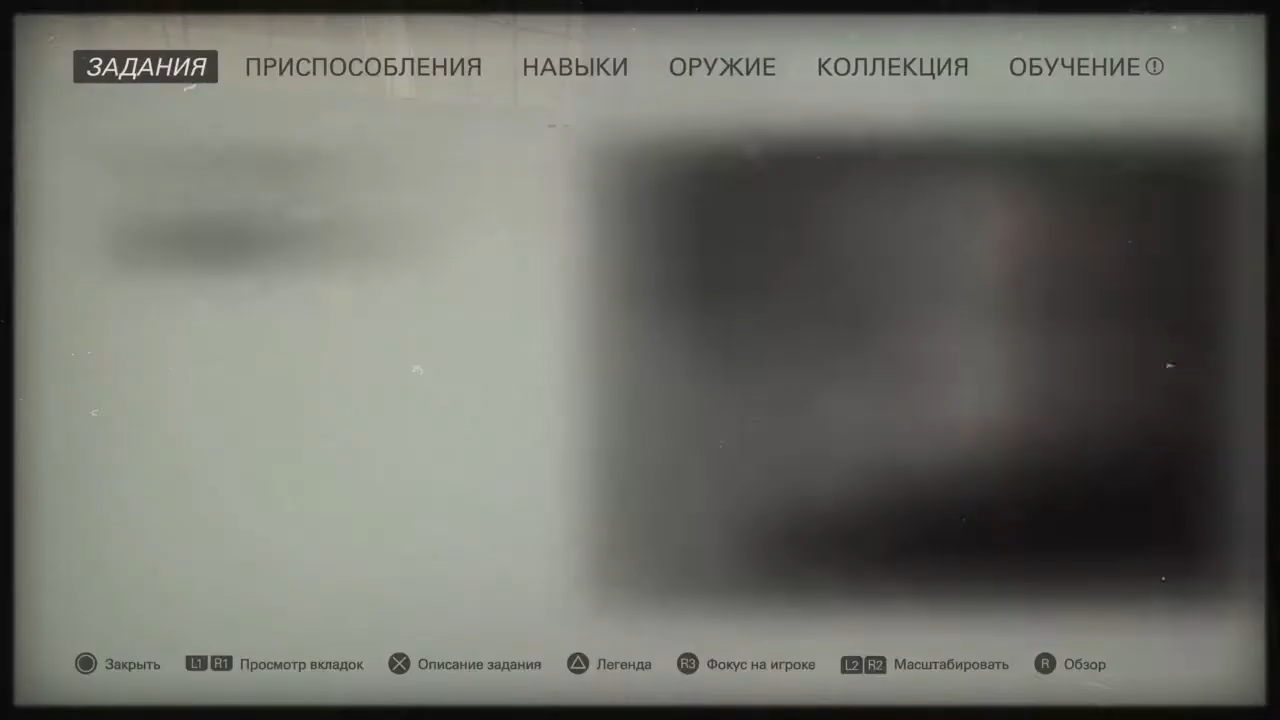 ЗАДАНИЯ ПРИСПОСОБЛЕНИЯ НАВЫКИ ОРУЖИЕ КОЛЛЕКЦИЯ ОБУЧЕНИЕ
Закрыть L1 R1 Просмотр вкладок Описание задания Легенда R3 Фокус на игроке L2 R2 Масштабировать R Обзор